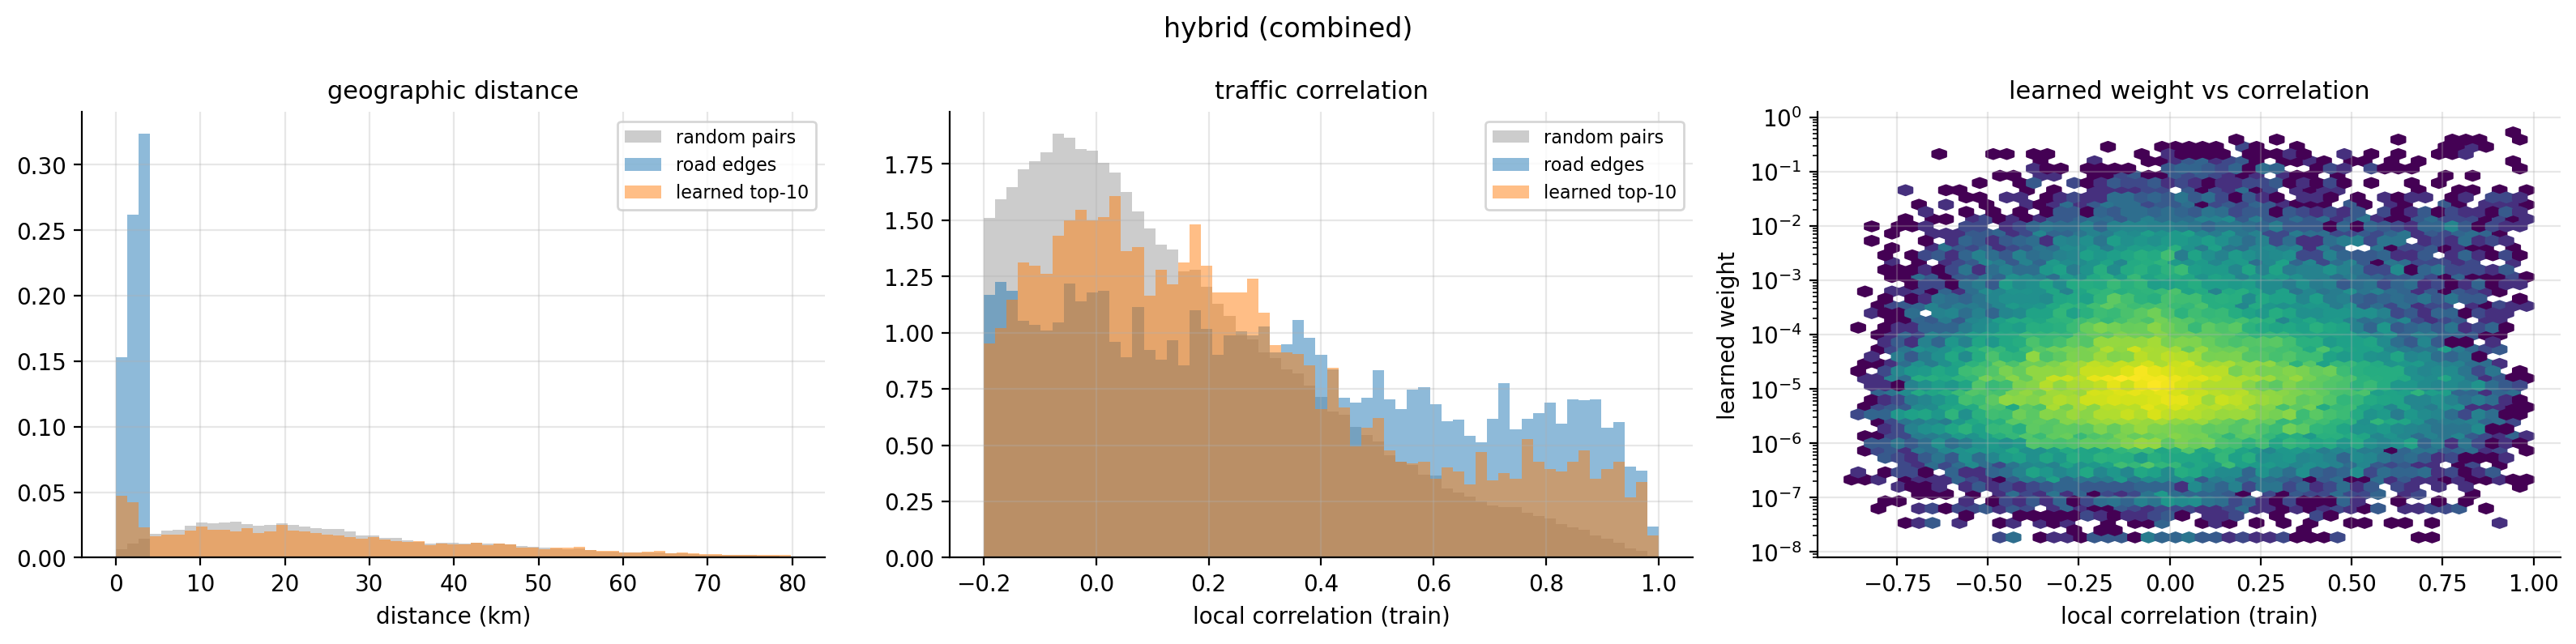 hybrid (combined)
geographic distance
0.30
0.25
0.20
0.15
0.10
0.05
0.00
0 10 20 30 40 50 60 70 80
distance (km)
random pairs
road edges
learned top-10
traffic correlation
1.75
1.50
1.25
1.00
0.75
0.50
0.25
0.00
−0.2 0.0 0.2 0.4 0.6 0.8 1.0
local correlation (train)
random pairs
road edges
learned top-10
learned weight vs correlation
learned weight
10⁰
10⁻¹
10⁻²
10⁻³
10⁻⁴
10⁻⁵
10⁻⁶
10⁻⁷
10⁻⁸
−0.75 −0.50 −0.25 0.00 0.25 0.50 0.75 1.00
local correlation (train)